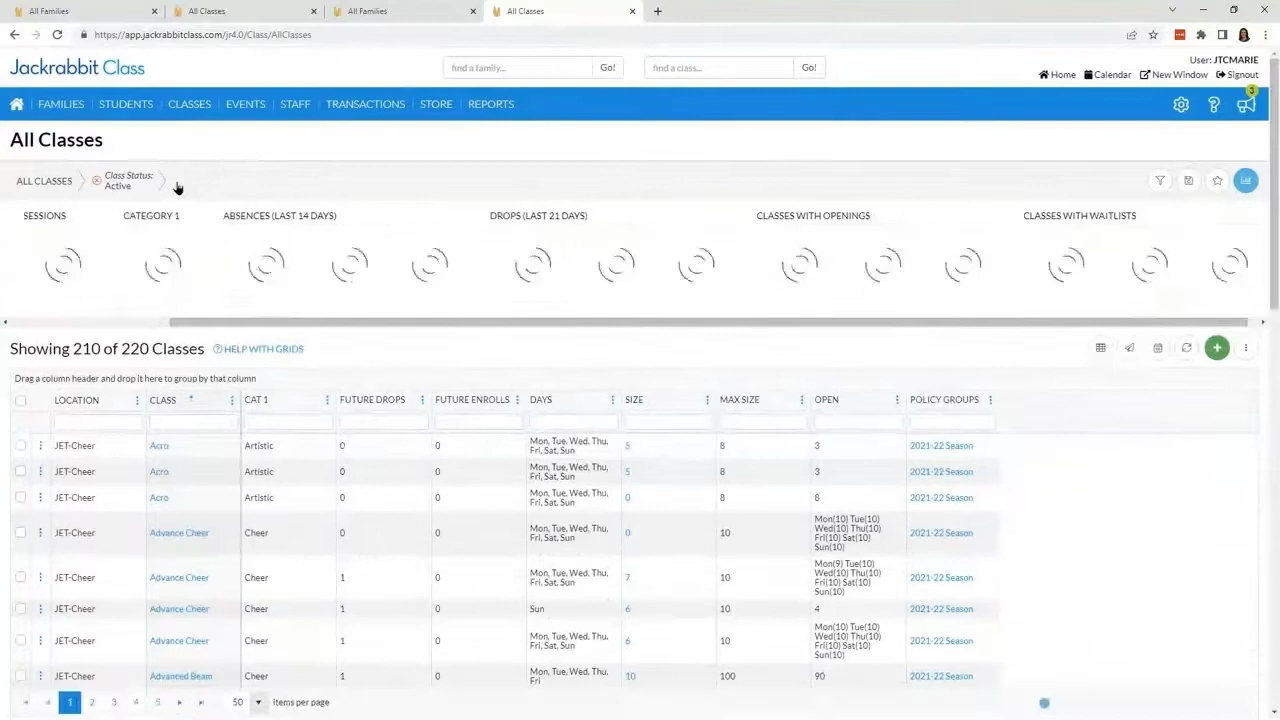 All Families
All Classes
All Families
All Classes
https://app.jackrabbitclass.com/jr4.0/Class/AllClasses
Jackrabbit Class
find a family...
Go!
find a class...
Go!
User: JTCMARIE
Home
Calendar
New Window
Signout
FAMILIES
STUDENTS
CLASSES
EVENTS
STAFF
TRANSACTIONS
STORE
REPORTS
3
All Classes
ALL CLASSES
Class Status:
Active
SESSIONS
CATEGORY 1
ABSENCES (LAST 14 DAYS)
DROPS (LAST 21 DAYS)
CLASSES WITH OPENINGS
CLASSES WITH WAITLISTS
Showing 210 of 220 Classes
HELP WITH GRIDS
Drag a column header and drop it here to group by that column
LOCATION CLASS CAT 1 FUTURE DROPS FUTURE ENROLLS DAYS SIZE MAX SIZE OPEN POLICY GROUPS
JET-Cheer Acro Artistic 0 0 Mon, Tue, Wed, Thu, 5 8 3 2021-22 Season
Fri, Sat, Sun
JET-Cheer Acro Artistic 0 0 Mon, Tue, Wed, Thu, 5 8 3 2021-22 Season
Fri, Sat, Sun
JET-Cheer Acro Artistic 0 0 Mon, Tue, Wed, Thu, 0 8 8 2021-22 Season
Fri, Sat, Sun
JET-Cheer Advance Cheer Cheer 0 0 Mon, Tue, Wed, Thu, 0 10 Mon(10) Tue(10) 2021-22 Season
Fri, Sat, Sun Wed(10) Thu(10)
Fri(10) Sat(10)
Sun(10)
JET-Cheer Advance Cheer Cheer 1 0 Mon, Tue, Wed, Thu, 7 10 Mon(9) Tue(10) 2021-22 Season
Fri, Sat, Sun Wed(10) Thu(10)
Fri(10) Sat(10)
Sun(10)
JET-Cheer Advance Cheer Cheer 1 0 Sun 6 10 4 2021-22 Season
JET-Cheer Advance Cheer Cheer 1 0 Mon, Tue, Wed, Thu, 6 10 Mon(10) Tue(10) 2021-22 Season
Fri, Sat, Sun Wed(10) Thu(10)
Fri(10) Sat(10)
Sun(10)
JET-Cheer Advanced Beam Cheer 1 0 Mon, Tue, Wed, Thu, 10 100 90 2021-22 Season
Fri
1 2 3 4 5 50 items per page